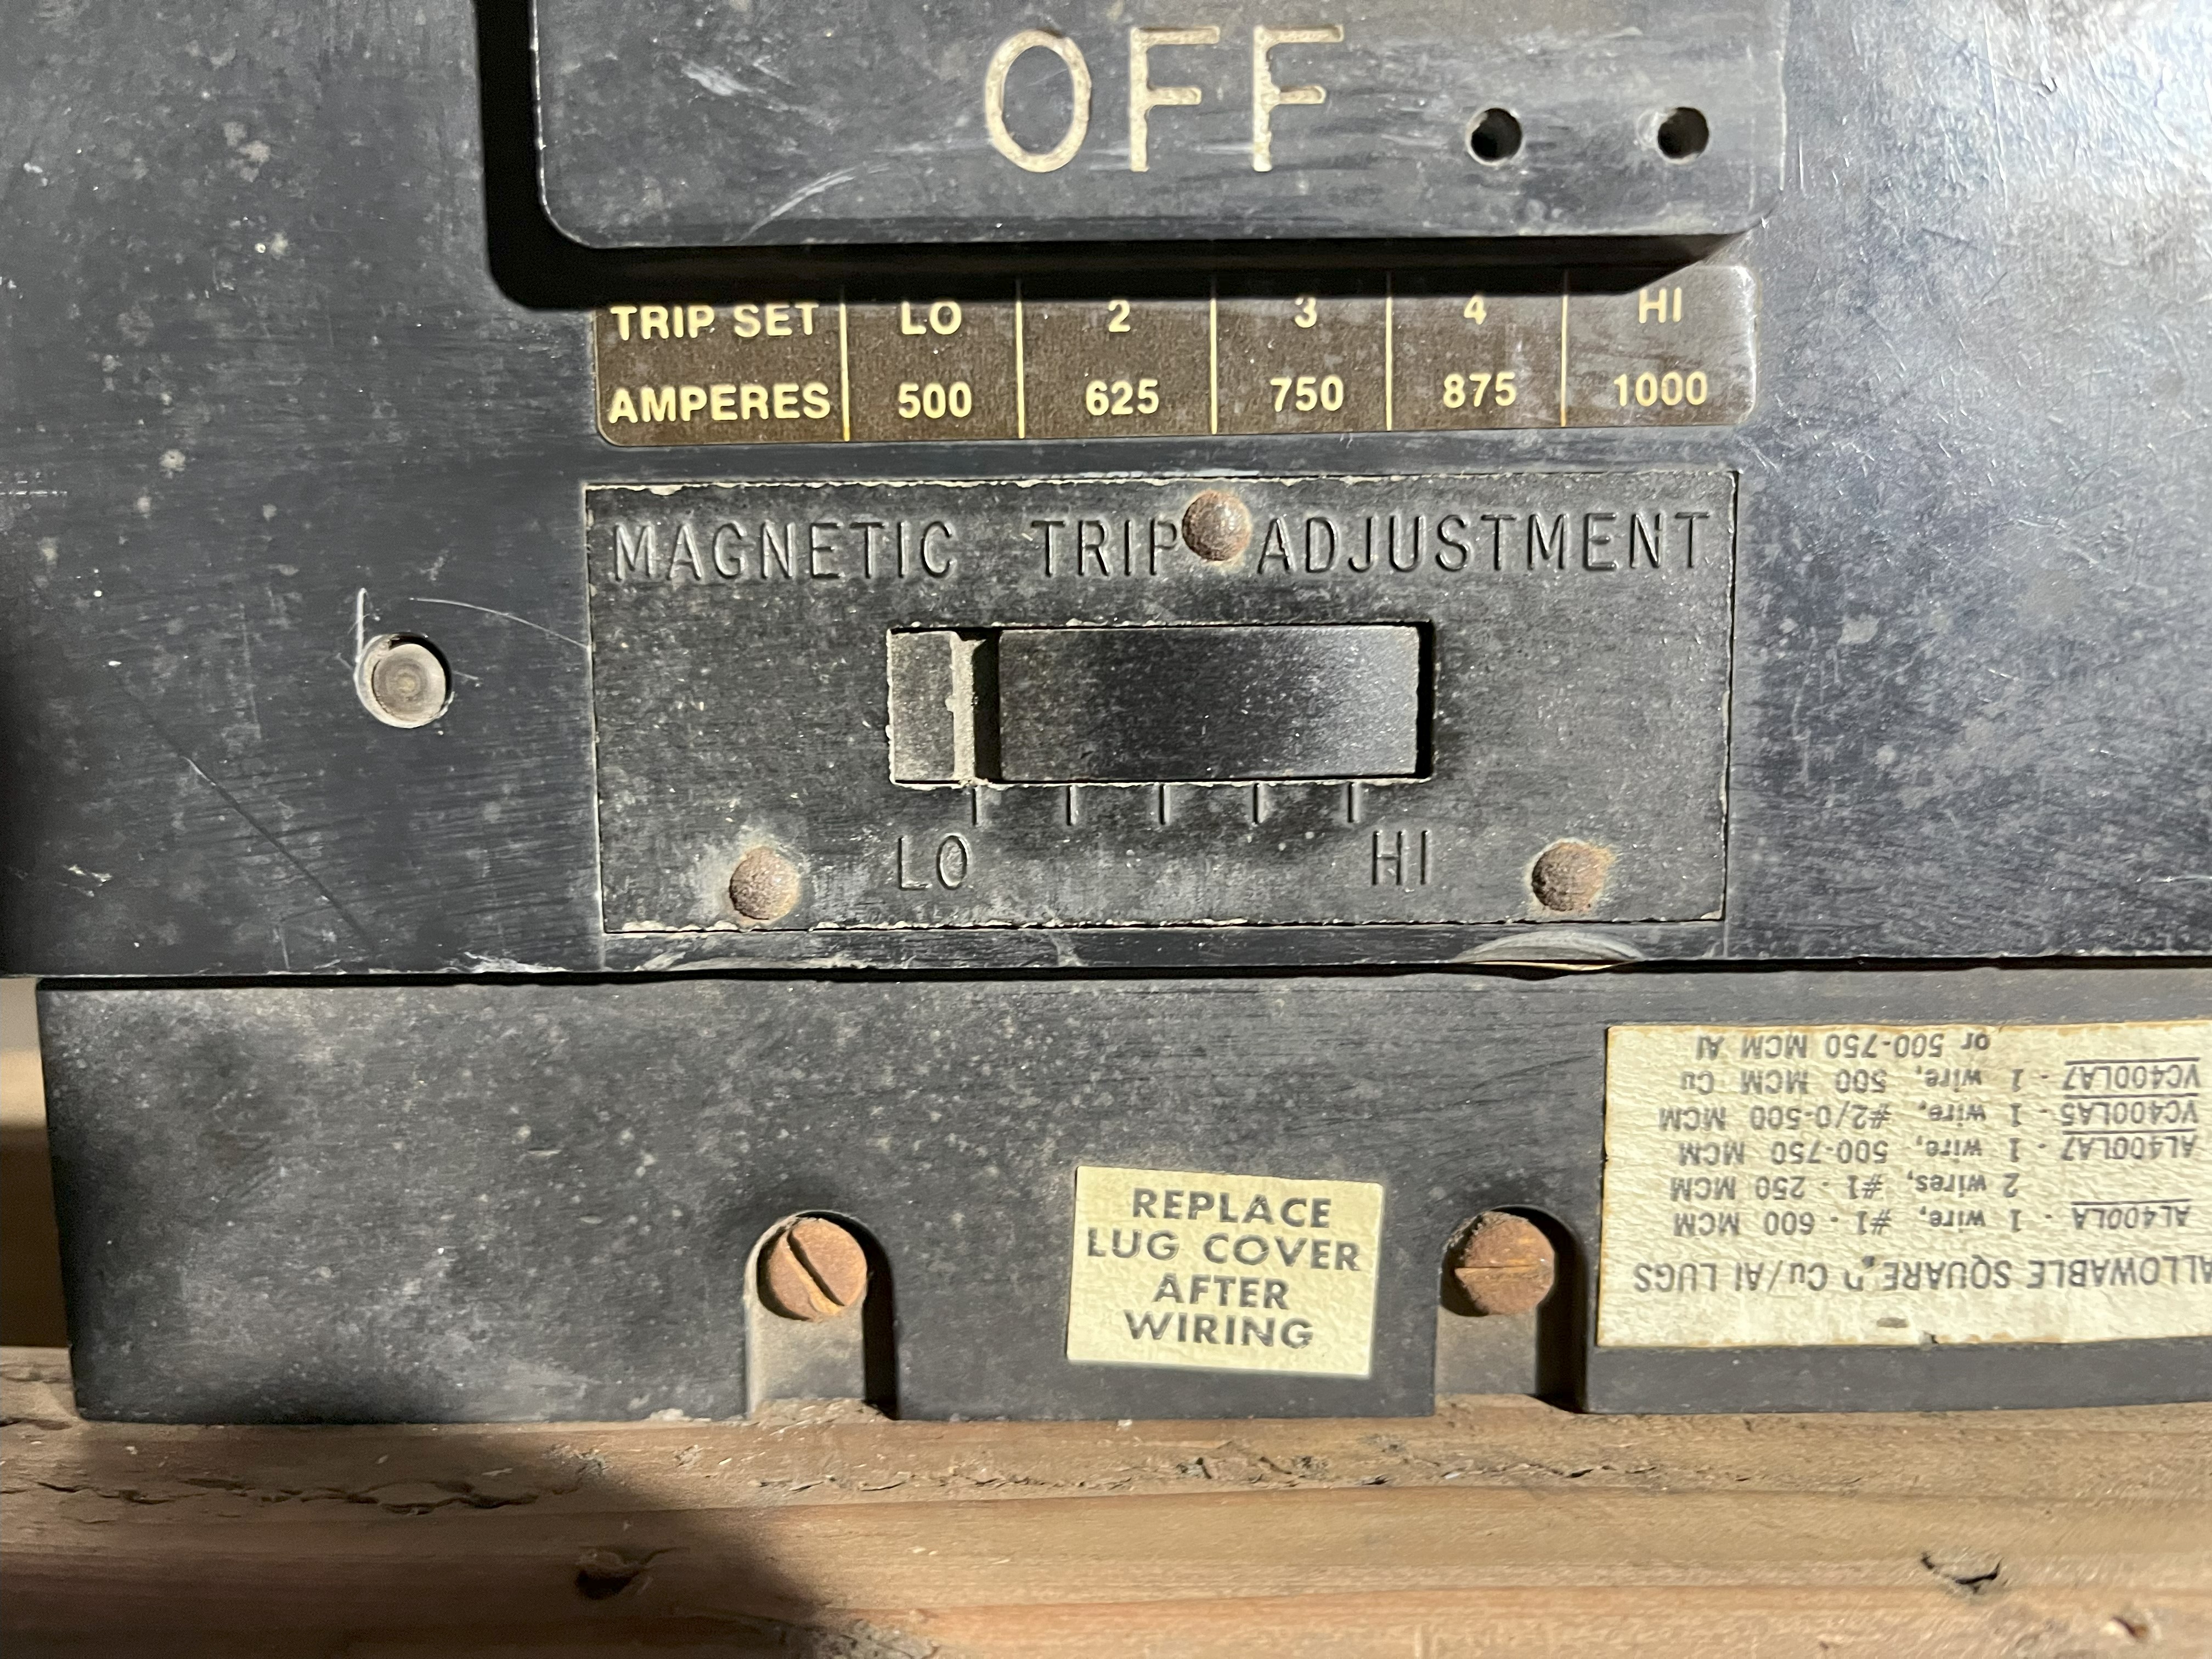 OFF
TRIP SET LO 2 3 4 HI
AMPERES 500 625 750 875 1000
MAGNETIC TRIP ADJUSTMENT
LO HI
REPLACE
LUG COVER
AFTER
WIRING
ALLOWABLE SQUARE D Cu/Al LUGS
AL400LA - 1 wire, #1 - 600 MCM
2 wires, #1 - 250 MCM
AL400LA7 - 1 wire, 500-750 MCM
VC400LA5 - 1 wire, #2/0-500 MCM
VC400LA7 - 1 wire, 500 MCM Cu
or 500-750 MCM Al